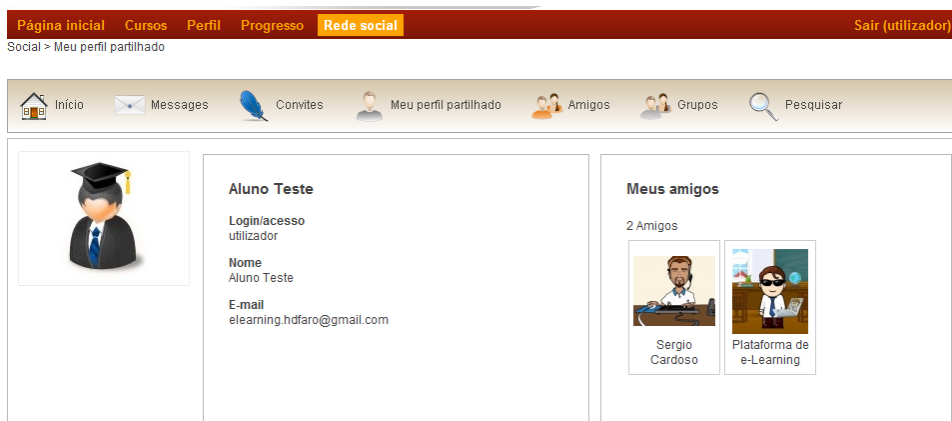 Página inicial Cursos Perfil Progresso Rede social Sair (utilizador)
Social > Meu perfil partilhado
Início Messages Convites Meu perfil partilhado Amigos Grupos Pesquisar
Aluno Teste
Login/acesso
utilizador
Nome
Aluno Teste
E-mail
elearning.hdfaro@gmail.com
Meus amigos
2 Amigos
Sergio
Cardoso
Plataforma de
e-Learning